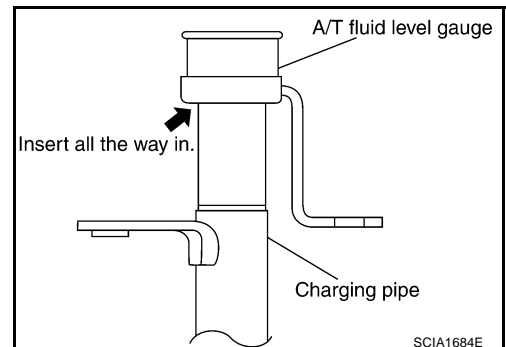 A/T fluid level gauge
Insert all the way in.
Charging pipe
SCIA1684E